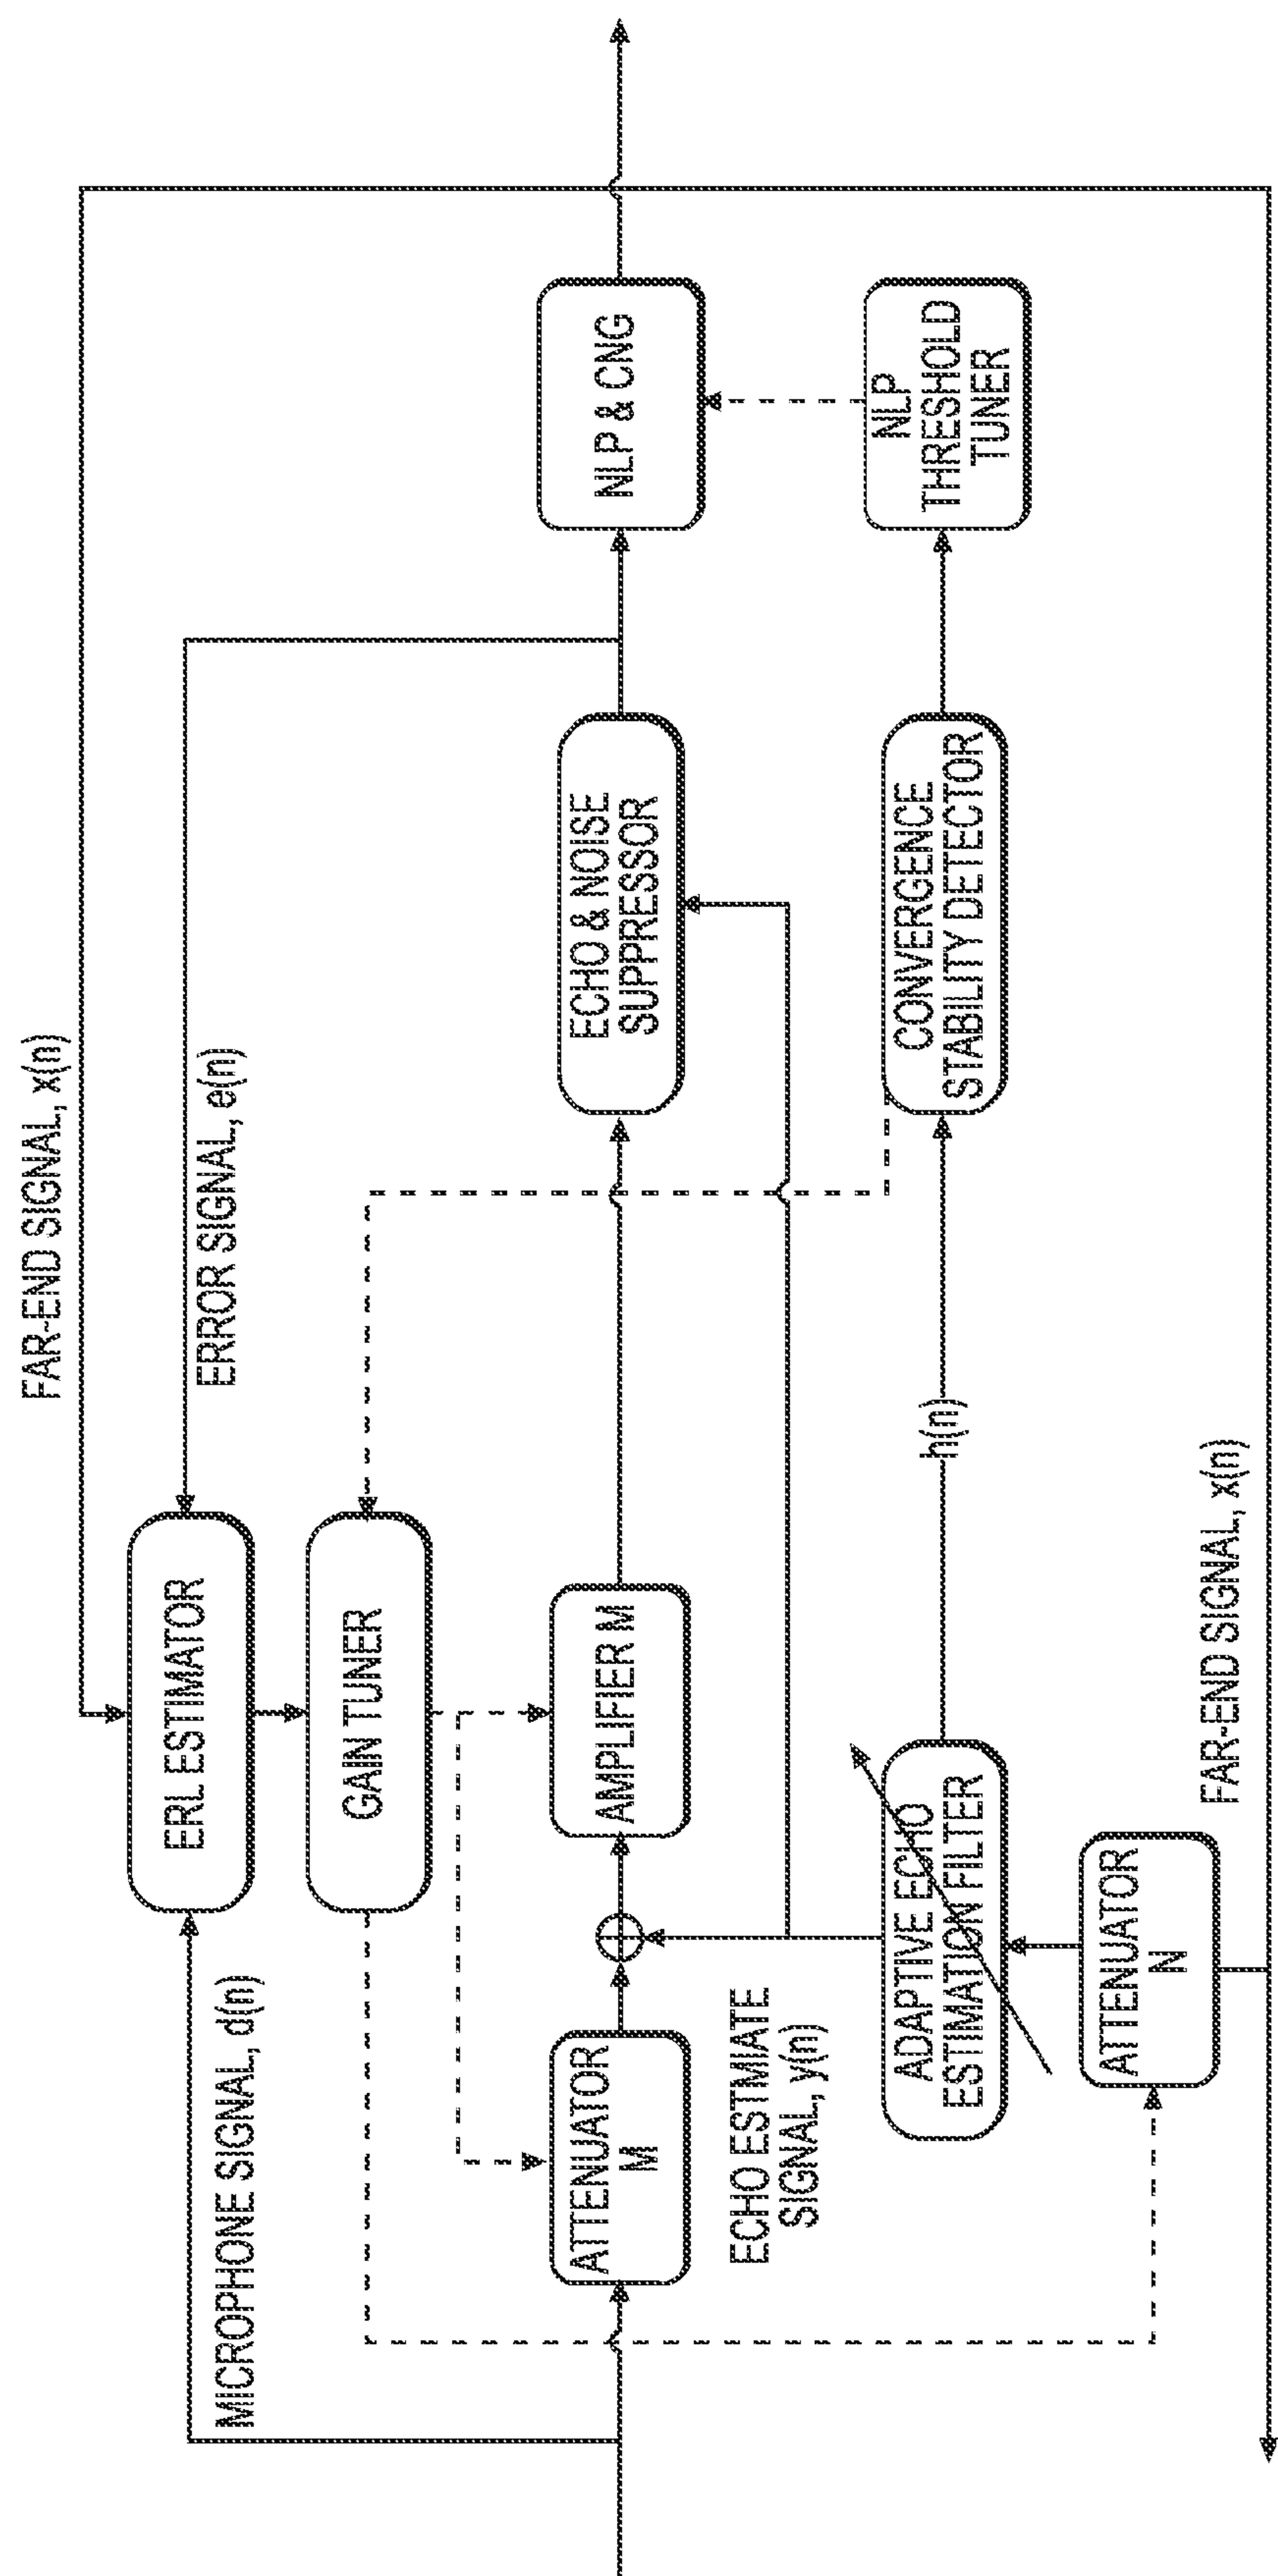 FAR-END SIGNAL, x(n)
ERROR SIGNAL, e(n)
MICROPHONE SIGNAL, d(n)
ERL ESTIMATOR
GAIN TUNER
ATTENUATOR
M
AMPLIFIER M
ECHO & NOISE
SUPPRESSOR
NLP & CNG
ECHO ESTMIATE
SIGNAL, y(n)
ADAPTIVE ECHO
ESTIMATION FILTER
h(n)
CONVERGENCE
STABILITY DETECTOR
NLP
THRESHOLD
TUNER
ATTENUATOR
N
FAR-END SIGNAL, x(n)